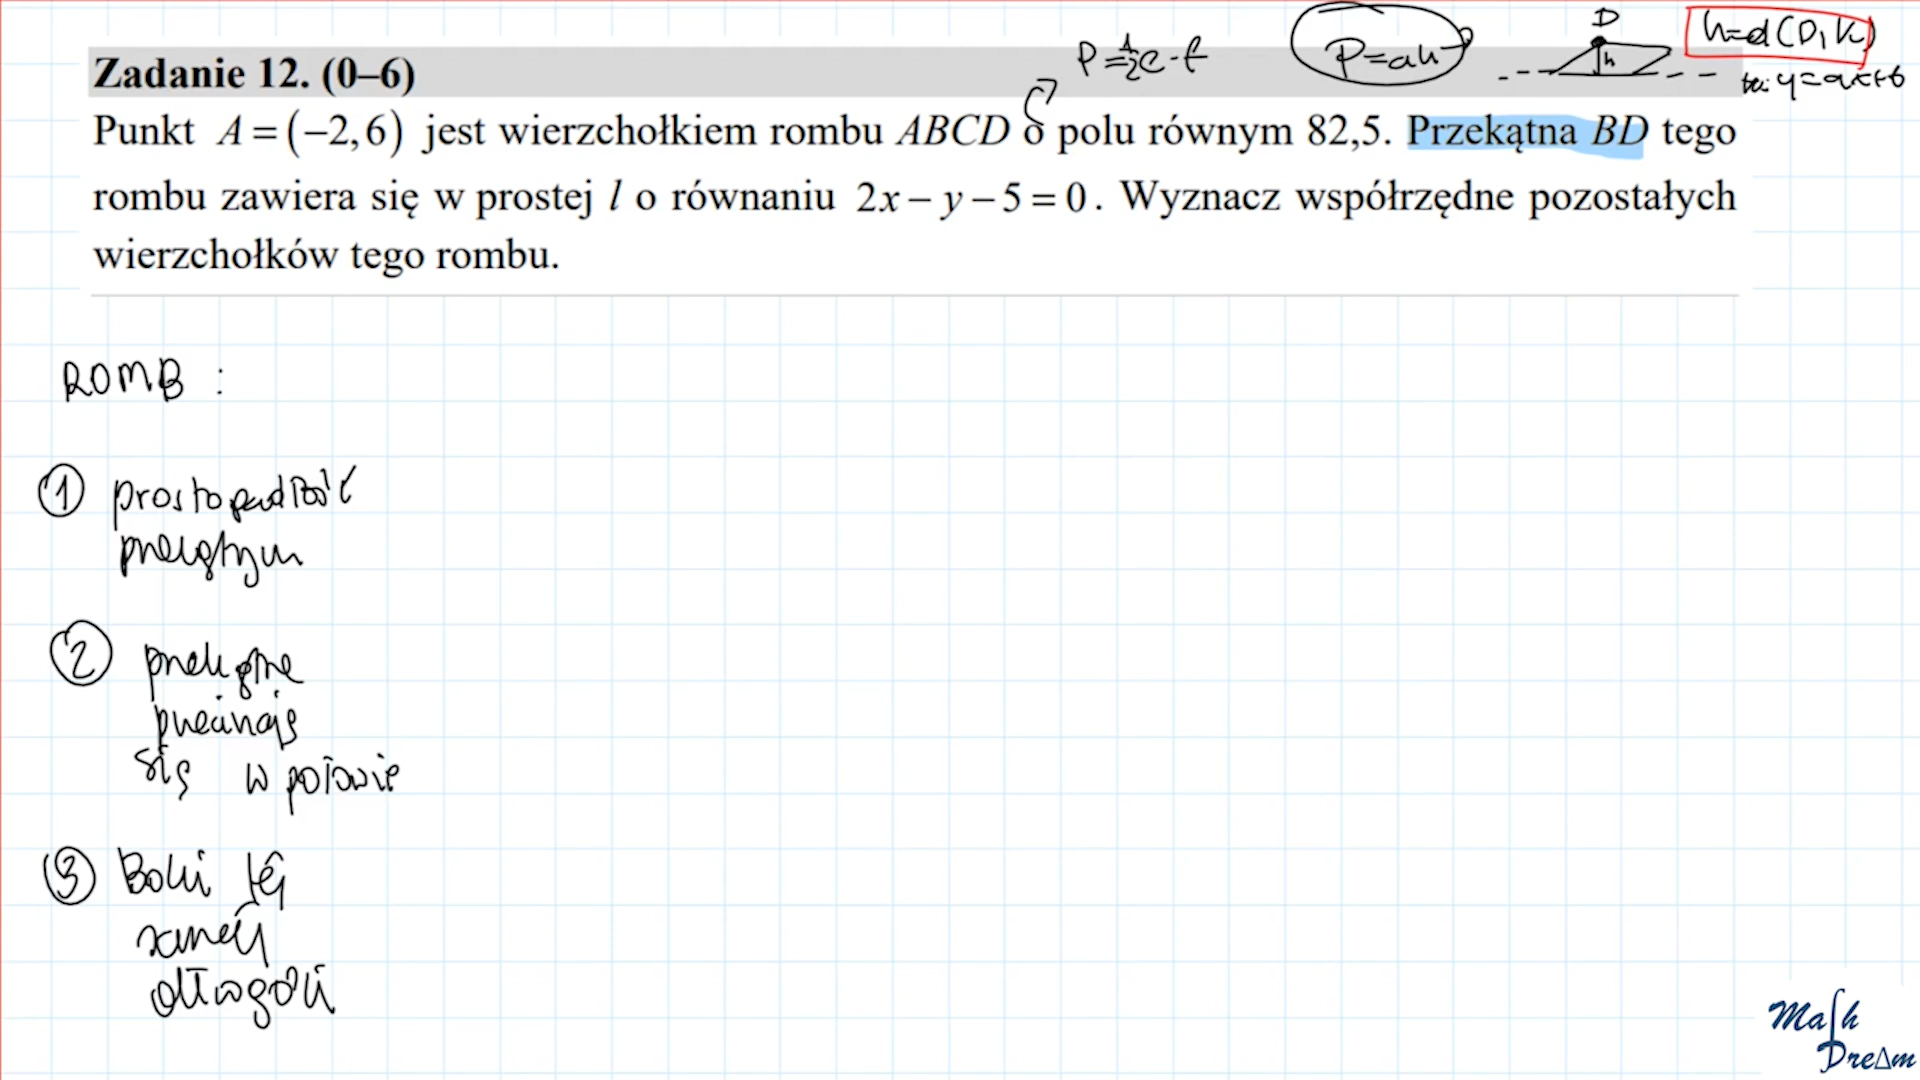 P=½e·f
P=ah
D
h
h=d(D,k)
k: y=ax+b
Zadanie 12. (0–6)
Punkt A = (−2, 6) jest wierzchołkiem rombu ABCD o polu równym 82,5. Przekątna BD tego
rombu zawiera się w prostej l o równaniu 2x − y − 5 = 0. Wyznacz współrzędne pozostałych
wierzchołków tego rombu.
ROMB :
① prostopadłość
przekątnych
② przekątne
przecinają
się w połowie
③ Boki tej
samej
długości
Math
Dream